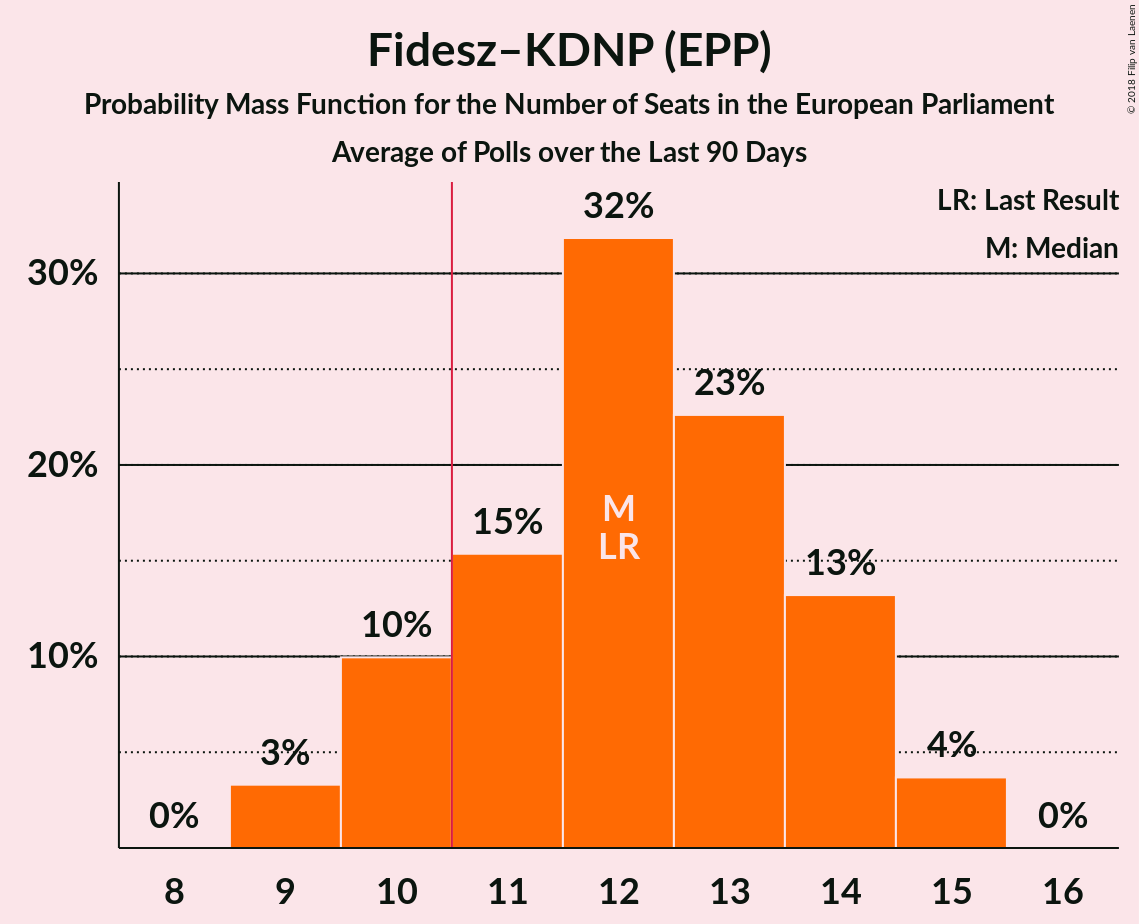 Fidesz–KDNP (EPP)
Probability Mass Function for the Number of Seats in the European Parliament
Average of Polls over the Last 90 Days
© 2018 Filip van Laenen
LR: Last Result
M: Median
32%
30%
23%
20%
M
LR
15%
13%
10%
10%
3%
4%
0%
0%
8 9 10 11 12 13 14 15 16